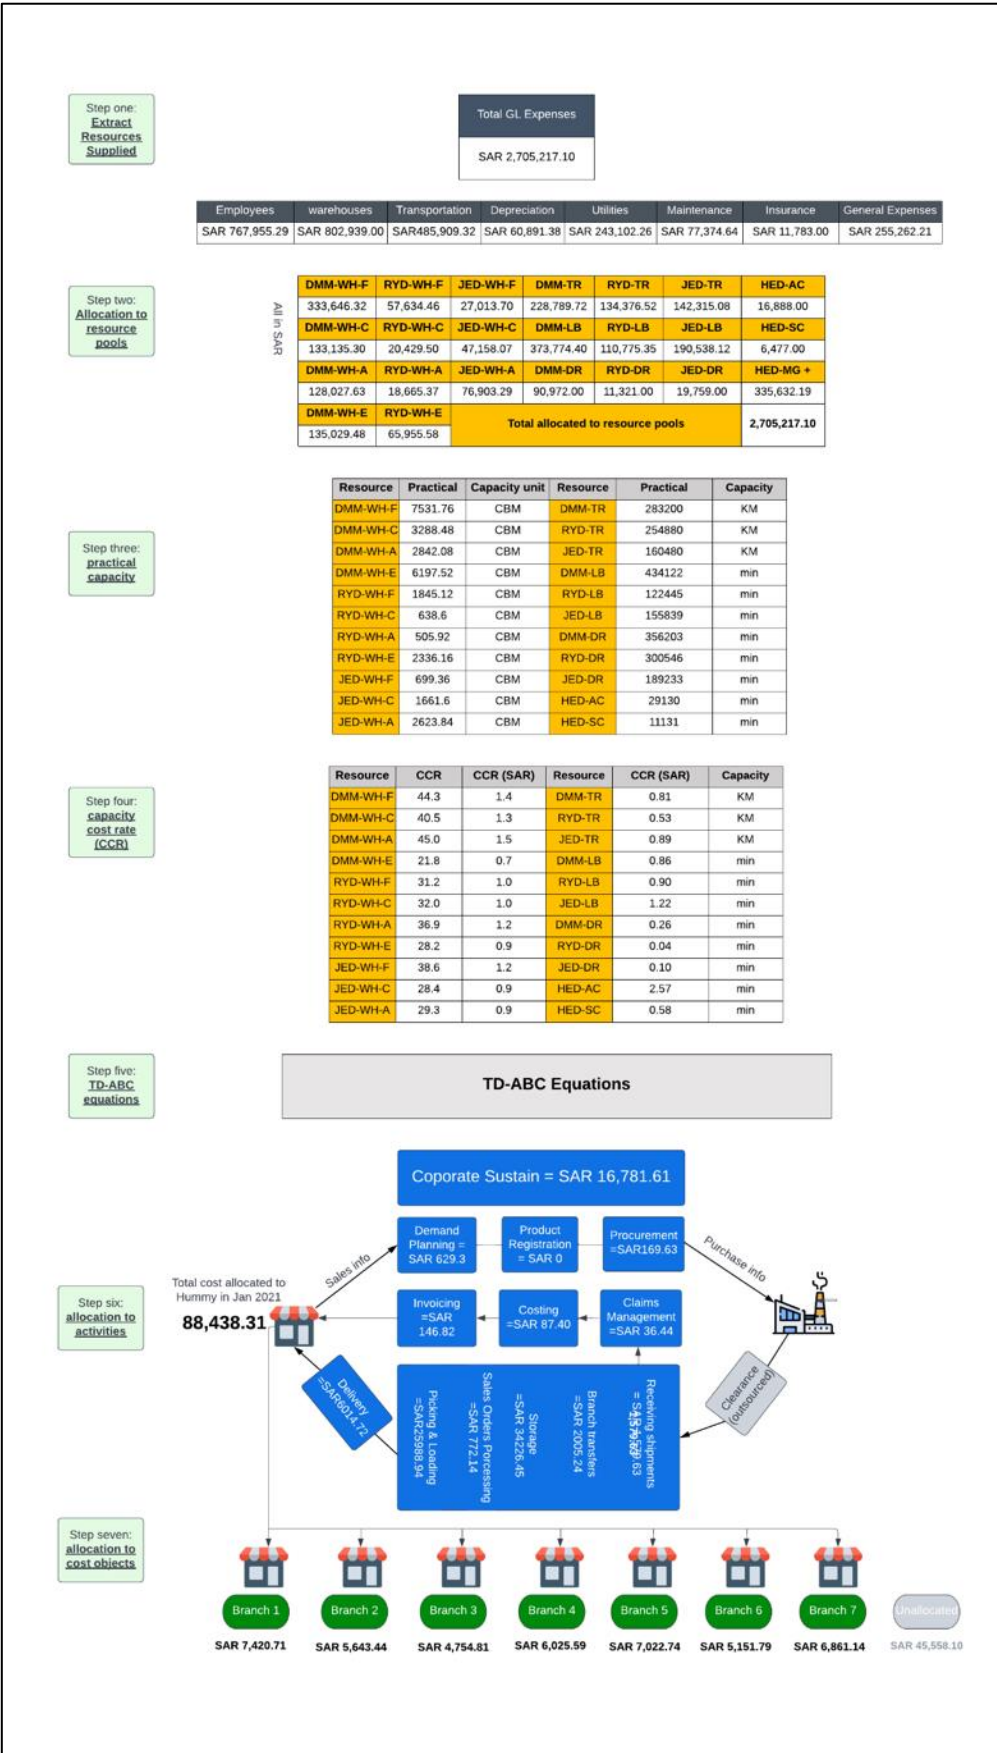 Step one:
Extract
Resources
Supplied
Total GL Expenses
SAR 2,705,217.10
Employees warehouses Transportation Depreciation Utilities Maintenance Insurance General Expenses
SAR 767,955.29 SAR 802,939.00 SAR485,909.32 SAR 60,891.38 SAR 243,102.26 SAR 77,374.64 SAR 11,783.00 SAR 255,262.21
Step two:
Allocation to
resource
pools
All in SAR
DMM-WH-F RYD-WH-F JED-WH-F DMM-TR RYD-TR JED-TR HED-AC
333,646.32 57,634.46 27,013.70 228,789.72 134,376.52 142,315.08 16,888.00
DMM-WH-C RYD-WH-C JED-WH-C DMM-LB RYD-LB JED-LB HED-SC
133,135.30 20,429.50 47,158.07 373,774.40 110,775.35 190,538.12 6,477.00
DMM-WH-A RYD-WH-A JED-WH-A DMM-DR RYD-DR JED-DR HED-MG +
128,027.63 18,665.37 76,903.29 90,972.00 11,321.00 19,759.00 335,632.19
DMM-WH-E RYD-WH-E Total allocated to resource pools 2,705,217.10
135,029.48 65,955.58
Step three:
practical
capacity
Resource Practical Capacity unit Resource Practical Capacity
DMM-WH-F 7531.76 CBM DMM-TR 283200 KM
DMM-WH-C 3288.48 CBM RYD-TR 254880 KM
DMM-WH-A 2842.08 CBM JED-TR 160480 KM
DMM-WH-E 6197.52 CBM DMM-LB 434122 min
RYD-WH-F 1845.12 CBM RYD-LB 122445 min
RYD-WH-C 638.6 CBM JED-LB 155839 min
RYD-WH-A 505.92 CBM DMM-DR 356203 min
RYD-WH-E 2336.16 CBM RYD-DR 300546 min
JED-WH-F 699.36 CBM JED-DR 189233 min
JED-WH-C 1661.6 CBM HED-AC 29130 min
JED-WH-A 2623.84 CBM HED-SC 11131 min
Step four:
capacity
cost rate
(CCR)
Resource CCR CCR (SAR) Resource CCR (SAR) Capacity
DMM-WH-F 44.3 1.4 DMM-TR 0.81 KM
DMM-WH-C 40.5 1.3 RYD-TR 0.53 KM
DMM-WH-A 45.0 1.5 JED-TR 0.89 KM
DMM-WH-E 21.8 0.7 DMM-LB 0.86 min
RYD-WH-F 31.2 1.0 RYD-LB 0.90 min
RYD-WH-C 32.0 1.0 JED-LB 1.22 min
RYD-WH-A 36.9 1.2 DMM-DR 0.26 min
RYD-WH-E 28.2 0.9 RYD-DR 0.04 min
JED-WH-F 38.6 1.2 JED-DR 0.10 min
JED-WH-C 28.4 0.9 HED-AC 2.57 min
JED-WH-A 29.3 0.9 HED-SC 0.58 min
Step five:
TD-ABC
equations
TD-ABC Equations
Coporate Sustain = SAR 16,781.61
Demand
Planning =
SAR 629.3
Product
Registration
= SAR 0
Procurement
=SAR169.63
Sales info
Purchase info
Step six:
allocation to
activities
Total cost allocated to
Hummy in Jan 2021
88,438.31
Invoicing
=SAR
146.82
Costing
=SAR 87.40
Claims
Management
=SAR 36.44
Delivery
=SAR6014.72
Picking & Loading
=SAR25988.94
Sales Orders Porcessing
=SAR 772.14
Storage
=SAR 34226.45
Branch transfers
=SAR 2005.24
Receiving shipments
Clearance
(outsourced)
Step seven:
allocation to
cost objects
Branch 1 Branch 2 Branch 3 Branch 4 Branch 5 Branch 6 Branch 7 Unallocated
SAR 7,420.71 SAR 5,643.44 SAR 4,754.81 SAR 6,025.59 SAR 7,022.74 SAR 5,151.79 SAR 6,861.14 SAR 45,558.10